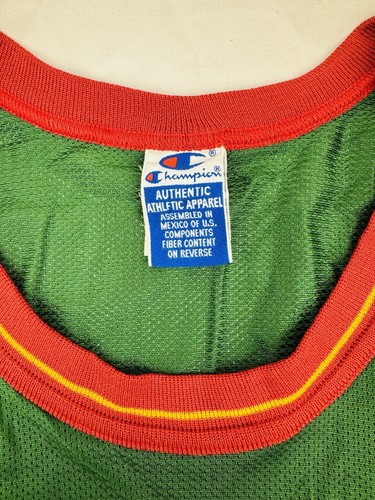 Champion®
AUTHENTIC
ATHLETIC APPAREL
ASSEMBLED IN
MEXICO OF U.S.
COMPONENTS
FIBER CONTENT
ON REVERSE